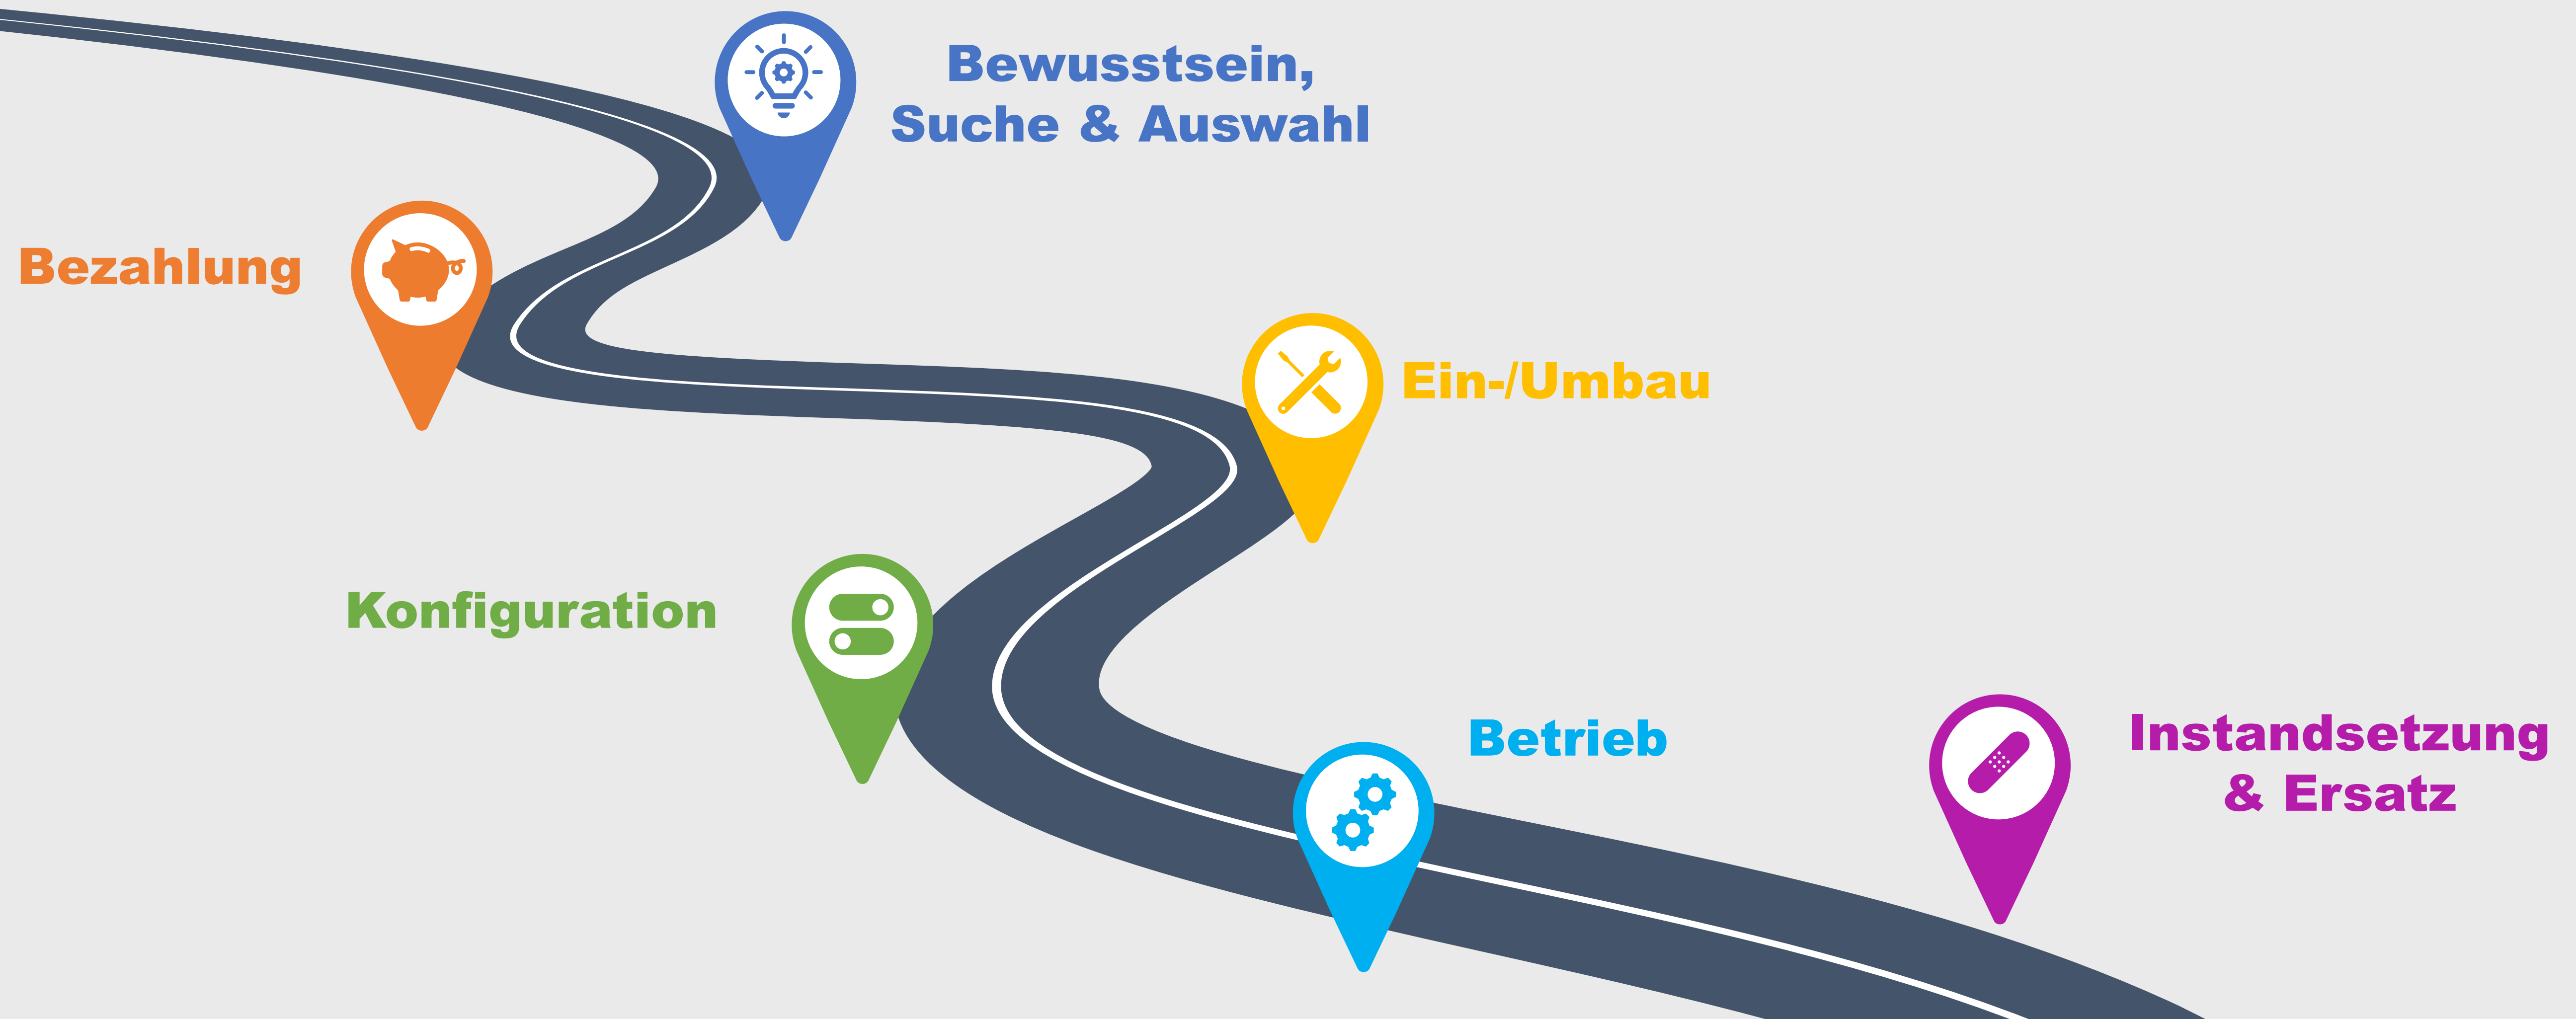 Bewusstsein,
Suche & Auswahl
Bezahlung
Ein-/Umbau
Konfiguration
Betrieb
Instandsetzung
& Ersatz